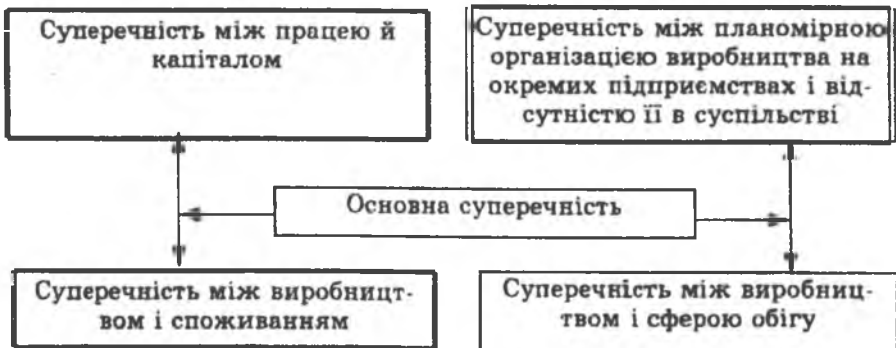 Суперечність між працею й
капіталом
Суперечність між планомірною
організацією виробництва на
окремих підприємствах і від-
сутністю її в суспільстві
Основна суперечність
Суперечність між виробницт-
вом і споживанням
Суперечність між виробниц-
твом і сферою обігу